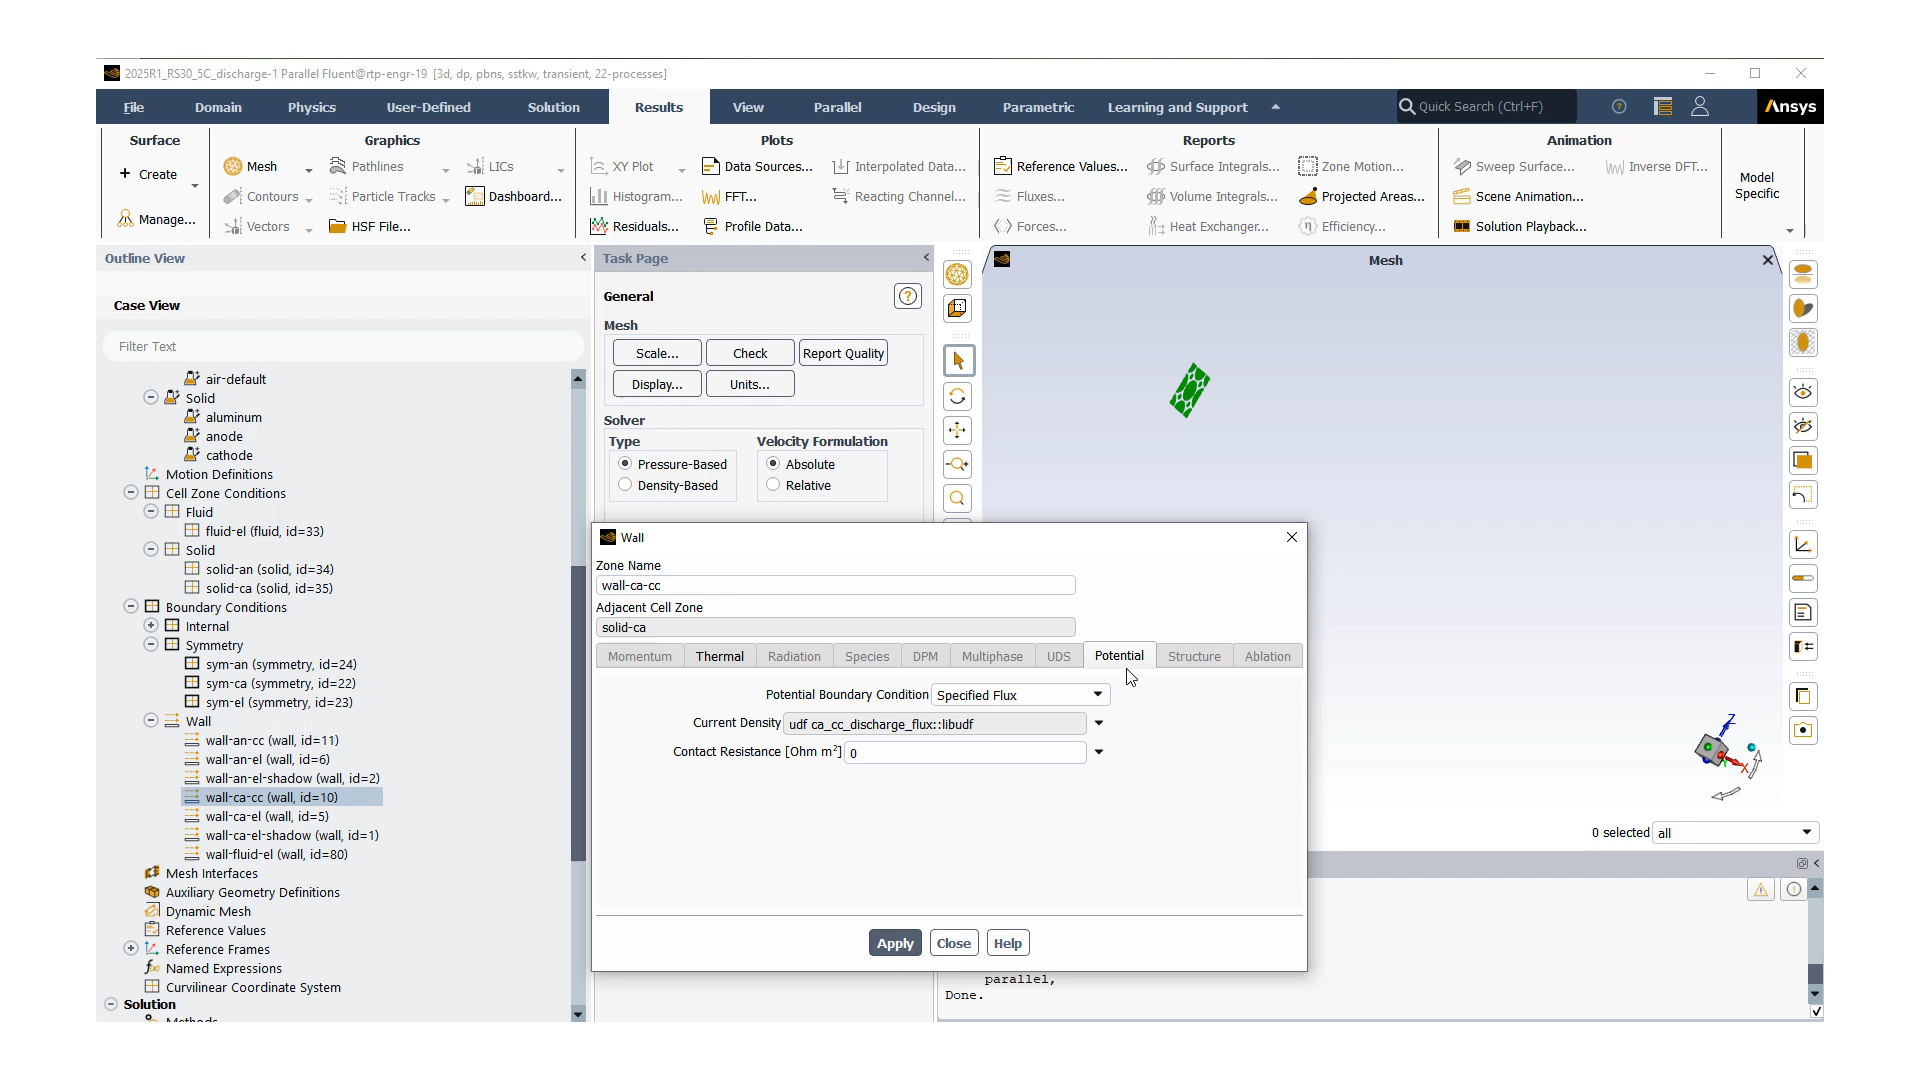 2025R1_RS30_5C_discharge-1 Parallel Fluent@rtp-engr-19 [3d, dp, pbns, sstkw, transient, 22-processes]
File Domain Physics User-Defined Solution Results View Parallel Design Parametric Learning and Support Quick Search (Ctrl+F) Ansys
Surface Graphics Plots Reports Animation
Create Mesh Pathlines LICs XY Plot Data Sources... Interpolated Data... Reference Values... Surface Integrals... Zone Motion... Sweep Surface... Inverse DFT... Model Specific
Contours Particle Tracks Dashboard... Histogram... FFT... Reacting Channel... Fluxes... Volume Integrals... Projected Areas... Scene Animation...
Manage... Vectors HSF File... Residuals... Profile Data... Forces... Heat Exchanger... Efficiency... Solution Playback...
Outline View
Case View
Filter Text
air-default
Solid
aluminum
anode
cathode
Motion Definitions
Cell Zone Conditions
Fluid
fluid-el (fluid, id=33)
Solid
solid-an (solid, id=34)
solid-ca (solid, id=35)
Boundary Conditions
Internal
Symmetry
sym-an (symmetry, id=24)
sym-ca (symmetry, id=22)
sym-el (symmetry, id=23)
Wall
wall-an-cc (wall, id=11)
wall-an-el (wall, id=6)
wall-an-el-shadow (wall, id=2)
wall-ca-cc (wall, id=10)
wall-ca-el (wall, id=5)
wall-ca-el-shadow (wall, id=1)
wall-fluid-el (wall, id=80)
Mesh Interfaces
Auxiliary Geometry Definitions
Dynamic Mesh
Reference Values
Reference Frames
Named Expressions
Curvilinear Coordinate System
Solution
Methods
Task Page
General
Mesh
Scale... Check Report Quality
Display... Units...
Solver
Type Velocity Formulation
Pressure-Based Absolute
Density-Based Relative
Mesh
Z
X
0 selected all
Wall
Zone Name
wall-ca-cc
Adjacent Cell Zone
solid-ca
Momentum Thermal Radiation Species DPM Multiphase UDS Potential Structure Ablation
Potential Boundary Condition Specified Flux
Current Density udf ca_cc_discharge_flux::libudf
Contact Resistance [Ohm m²] 0
Apply Close Help
parallel,
Done.